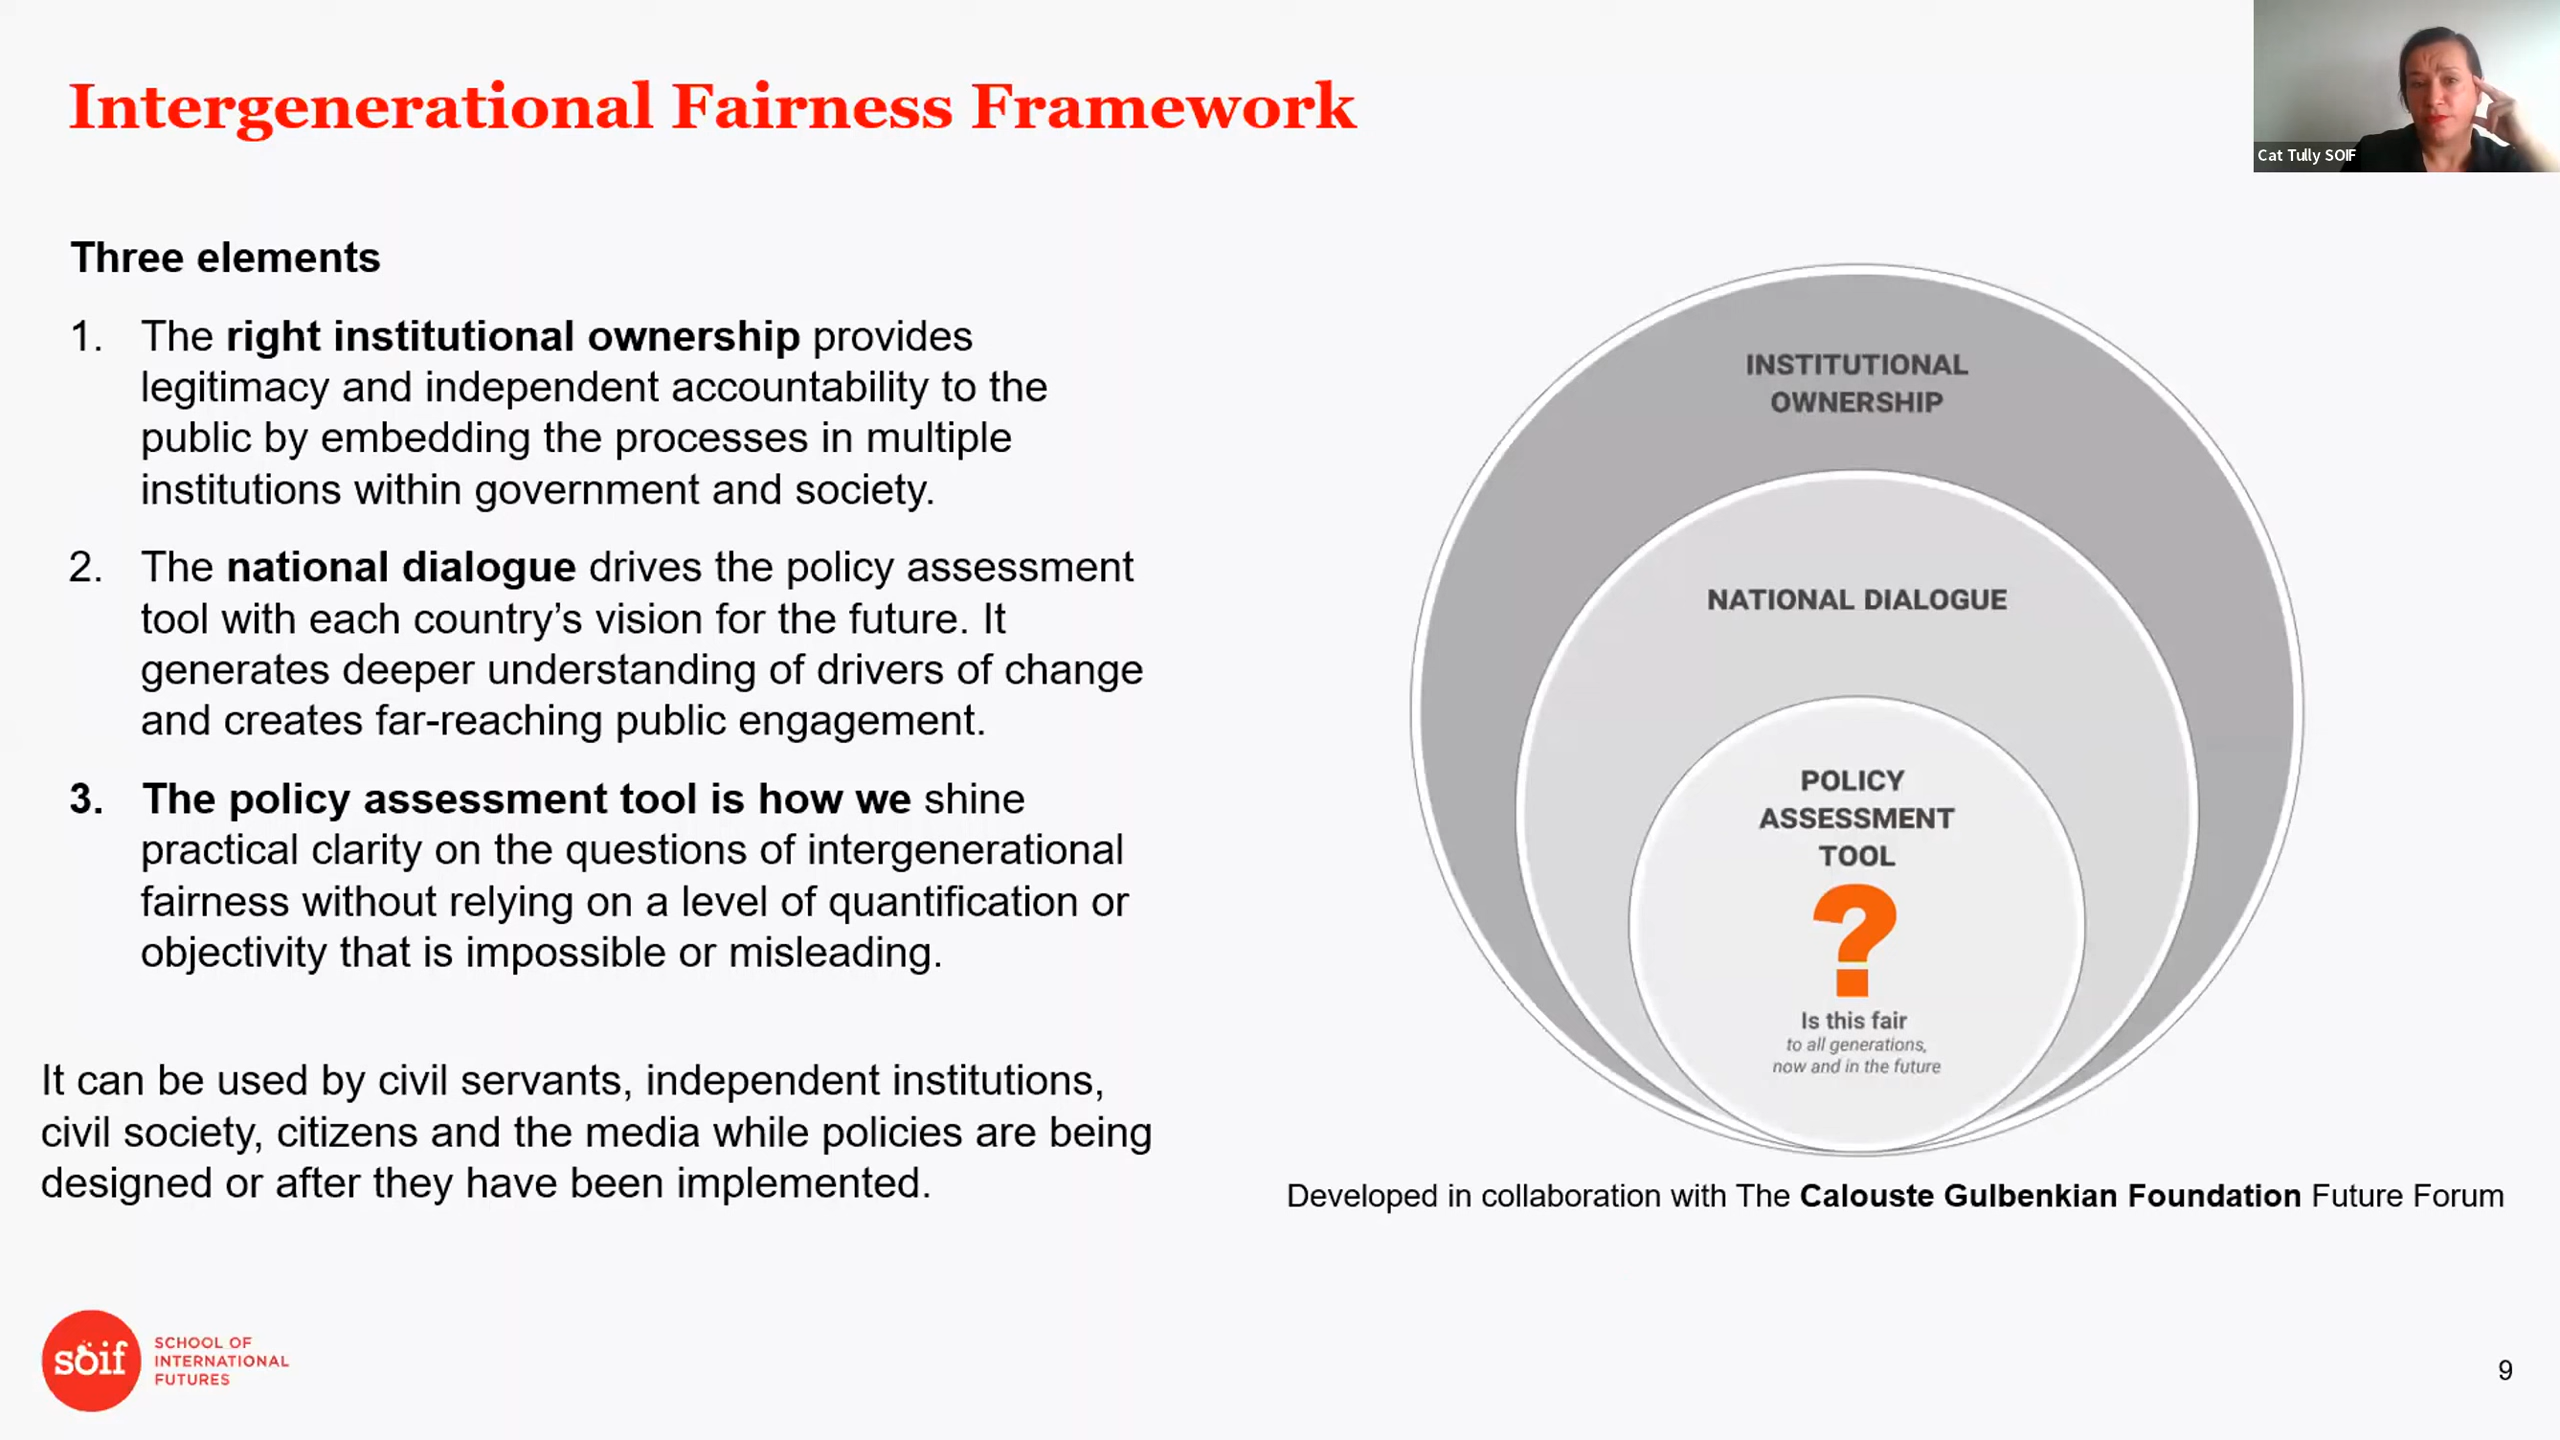 Intergenerational Fairness Framework
Cat Tully SOIF
Three elements
1. The right institutional ownership provides
legitimacy and independent accountability to the
public by embedding the processes in multiple
institutions within government and society.
2. The national dialogue drives the policy assessment
tool with each country’s vision for the future. It
generates deeper understanding of drivers of change
and creates far-reaching public engagement.
3. The policy assessment tool is how we shine
practical clarity on the questions of intergenerational
fairness without relying on a level of quantification or
objectivity that is impossible or misleading.
It can be used by civil servants, independent institutions,
civil society, citizens and the media while policies are being
designed or after they have been implemented.
INSTITUTIONAL
OWNERSHIP
NATIONAL DIALOGUE
POLICY
ASSESSMENT
TOOL
?
Is this fair
to all generations,
now and in the future
Developed in collaboration with The Calouste Gulbenkian Foundation Future Forum
soif
SCHOOL OF
INTERNATIONAL
FUTURES
9